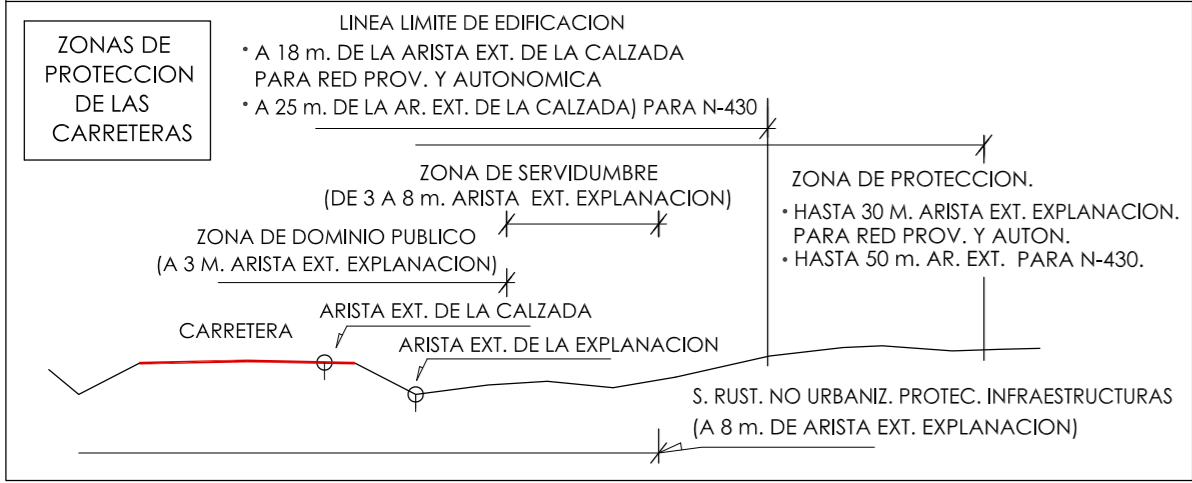 ZONAS DE
PROTECCION
DE LAS
CARRETERAS
LINEA LIMITE DE EDIFICACION
• A 18 m. DE LA ARISTA EXT. DE LA CALZADA
PARA RED PROV. Y AUTONOMICA
• A 25 m. DE LA AR. EXT. DE LA CALZADA) PARA N-430
ZONA DE SERVIDUMBRE
(DE 3 A 8 m. ARISTA EXT. EXPLANACION)
ZONA DE PROTECCION.
• HASTA 30 M. ARISTA EXT. EXPLANACION.
PARA RED PROV. Y AUTON.
• HASTA 50 m. AR. EXT. PARA N-430.
ZONA DE DOMINIO PUBLICO
(A 3 M. ARISTA EXT. EXPLANACION)
ARISTA EXT. DE LA CALZADA
CARRETERA
ARISTA EXT. DE LA EXPLANACION
S. RUST. NO URBANIZ. PROTEC. INFRAESTRUCTURAS
(A 8 m. DE ARISTA EXT. EXPLANACION)